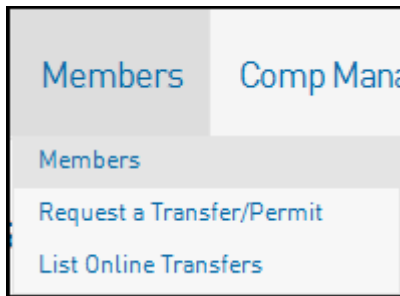 Members Comp Mana
Members
Request a Transfer/Permit
List Online Transfers